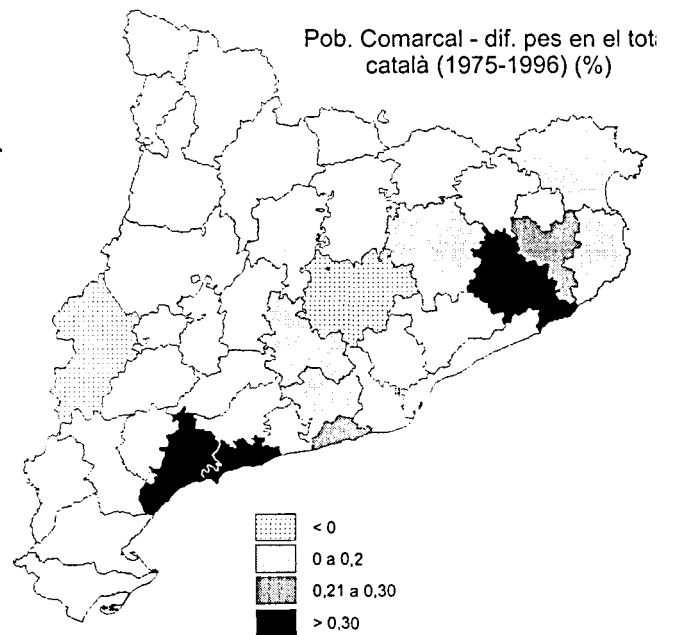 Pob. Comarcal - dif. pes en el tot
català (1975-1996) (%)
< 0
0 a 0,2
0,21 a 0,30
> 0,30